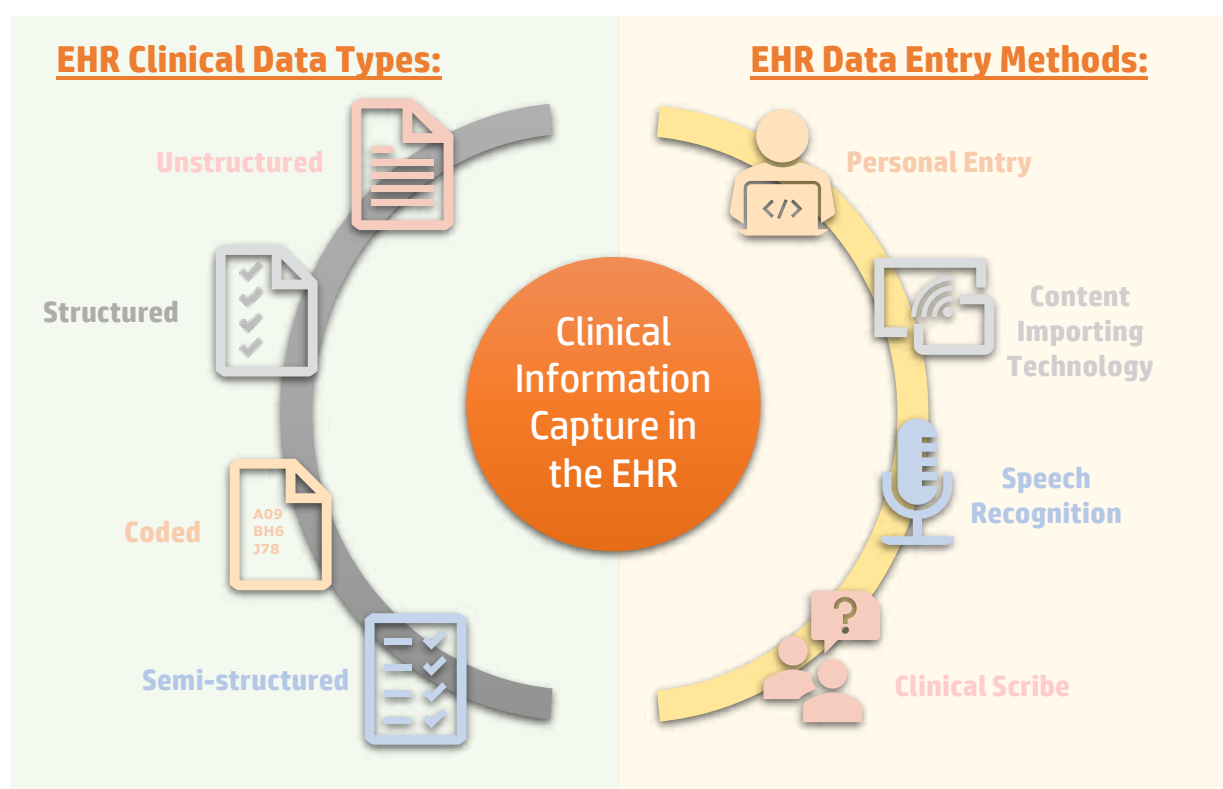 EHR Clinical Data Types:
Unstructured
Structured
Coded
A09
BH6
J78
Semi-structured
Clinical
Information
Capture in
the EHR
EHR Data Entry Methods:
Personal Entry
</>
Content
Importing
Technology
Speech
Recognition
?
Clinical Scribe